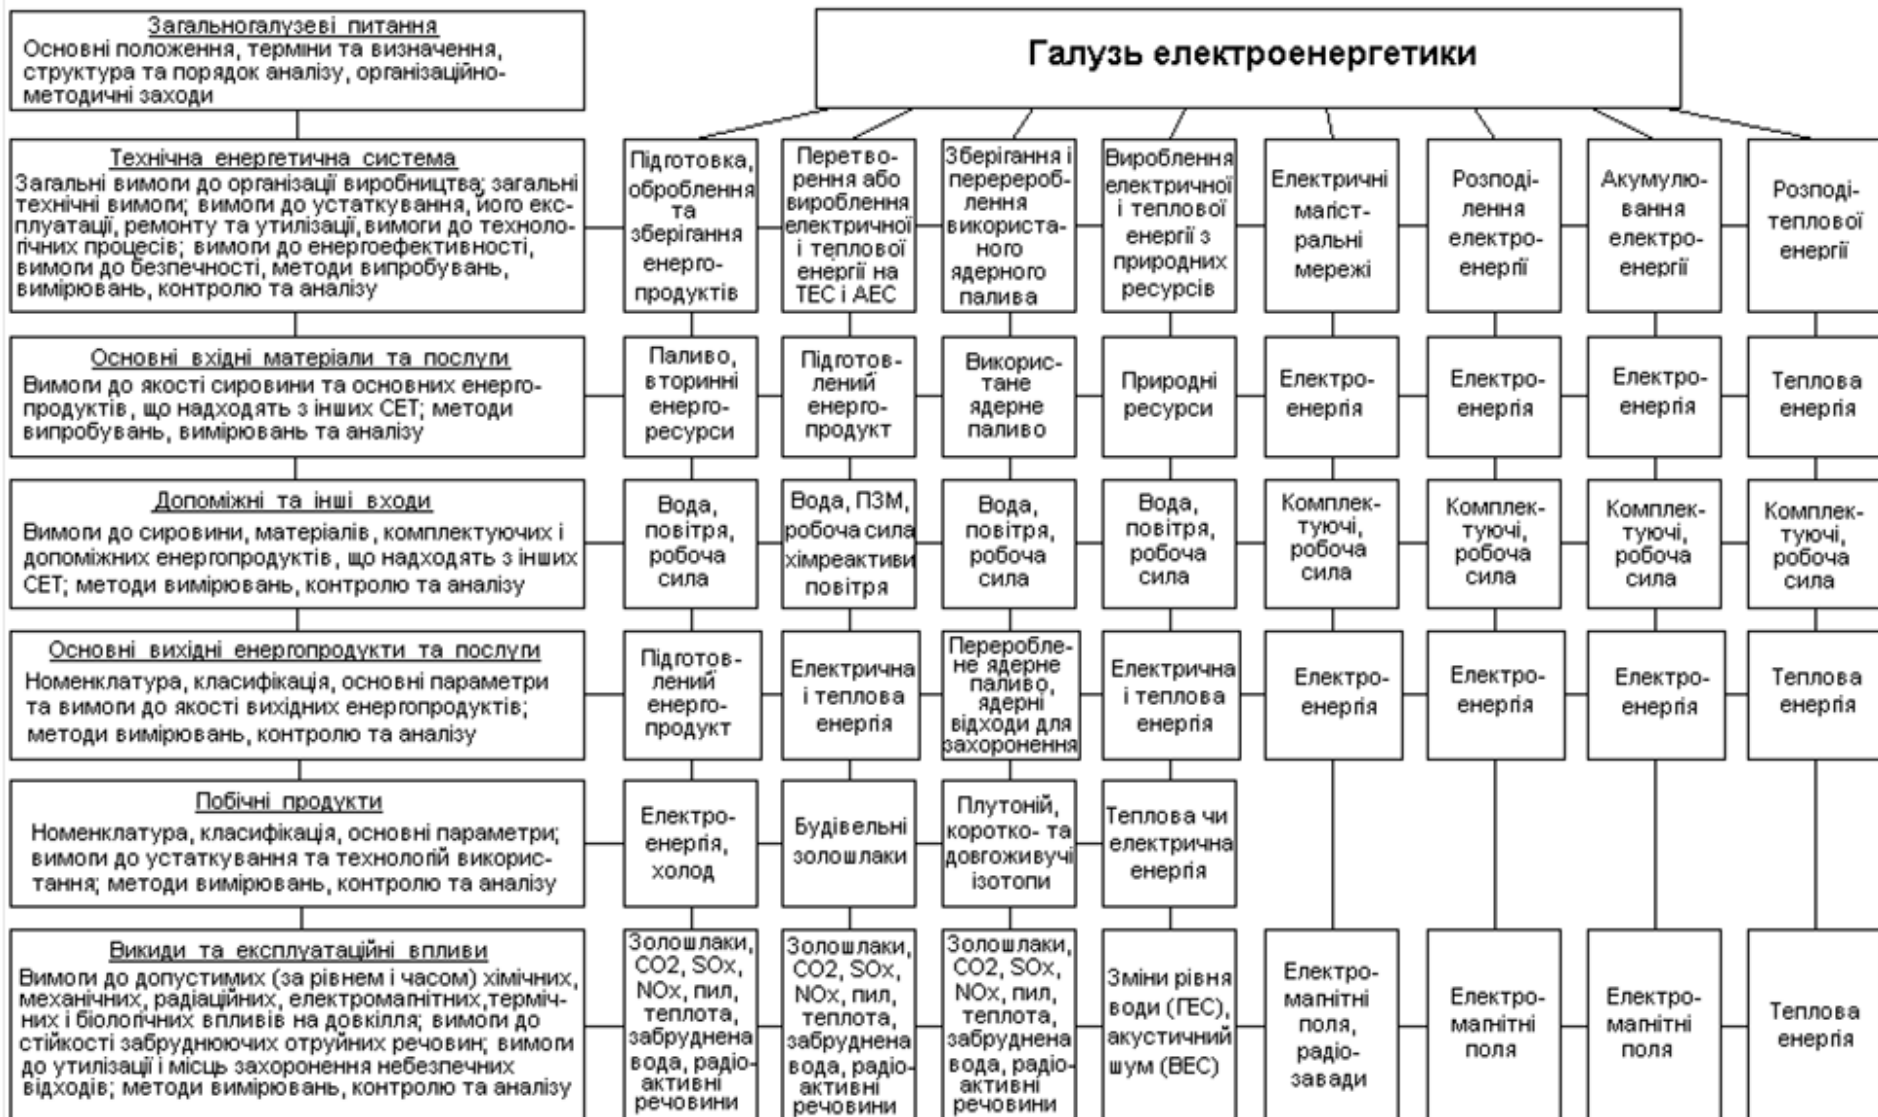 Загальногалузеві питання
Основні положення, терміни та визначення,
структура та порядок аналізу, організаційно-
методичні заходи
Галузь електроенергетики
Технічна енергетична система
Загальні вимоги до організації виробництва; загальні
технічні вимоги; вимоги до устаткування, його екс-
плуатації, ремонту та утилізації, вимоги до техноло-
гічних процесів; вимоги до енергоефективності,
вимоги до безпечності, методи випробувань,
вимірювань, контролю та аналізу
Підготовка,
оброблення
та
зберігання
енерго-
продуктів
Перетво-
рення або
вироблення
електричної
і теплової
енергії на
ТЕС і АЕС
Зберігання і
перерероб-
лення
використа-
ного
ядерного
палива
Вироблення
електричної
і теплової
енергії з
природних
ресурсів
Електричні
магіст-
ральні
мережі
Розподі-
лення
електро-
енергії
Акумулю-
вання
електро-
енергії
Розподі-
теплової
енергії
Основні вхідні матеріали та послуги
Вимоги до якості сировини та основних енерго-
продуктів, що надходять з інших СЕТ; методи
випробувань, вимірювань та аналізу
Паливо,
вторинні
енерго-
ресурси
Підготов-
лений
енерго-
продукт
Викорис-
тане
ядерне
паливо
Природні
ресурси
Електро-
енергія
Електро-
енергія
Електро-
енергія
Теплова
енергія
Допоміжні та інші входи
Вимоги до сировини, матеріалів, комплектуючих і
допоміжних енергопродуктів, що надходять з інших
СЕТ; методи вимірювань, контролю та аналізу
Вода,
повітря,
робоча
сила
Вода, ПЗМ,
робоча сила
хімреактиви
повітря
Вода,
повітря,
робоча
сила
Вода,
повітря,
робоча
сила
Комплек-
туючі,
робоча
сила
Комплек-
туючі,
робоча
сила
Комплек-
туючі,
робоча
сила
Комплек-
туючі,
робоча
сила
Основні вихідні енергопродукти та послуги
Номенклатура, класифікація, основні параметри
та вимоги до якості вихідних енергопродуктів;
методи вимірювань, контролю та аналізу
Підготов-
лений
енерго-
продукт
Електрична
і теплова
енергія
Перероблe-
не ядерне
паливо,
ядерні
відходи для
захоронення
Електрична
і теплова
енергія
Електро-
енергія
Електро-
енергія
Електро-
енергія
Теплова
енергія
Побічні продукти
Номенклатура, класифікація, основні параметри;
вимоги до устаткування та технологій викорис-
тання; методи вимірювань, контролю та аналізу
Електро-
енергія,
холод
Будівельні
золошлаки
Плутоній,
коротко- та
довгоживучі
ізотопи
Теплова чи
електрична
енергія
Викиди та експлуатаційні впливи
Вимоги до допустимих (за рівнем і часом) хімічних,
механічних, радіаційних, електромагнітних, терміч-
них і біологічних впливів на довкілля; вимоги до
стійкості забруднюючих отруйних речовин; вимоги
до утилізації і місць захоронення небезпечних
відходів; методи вимірювань, контролю та аналізу
Золошлаки,
CO2, SOx,
NOx, пил,
теплота,
забруднена
вода, радіо-
активні
речовини
Золошлаки,
CO2, SOx,
NOx, пил,
теплота,
забруднена
вода, радіо-
активні
речовини
Золошлаки,
CO2, SOx,
NOx, пил,
теплота,
забруднена
вода, радіо-
активні
речовини
Зміни рівня
води (ГЕС),
акустичний
шум (ВЕС)
Електро-
магнітні
поля,
радіо-
завади
Електро-
магнітні
поля
Електро-
магнітні
поля
Теплова
енергія